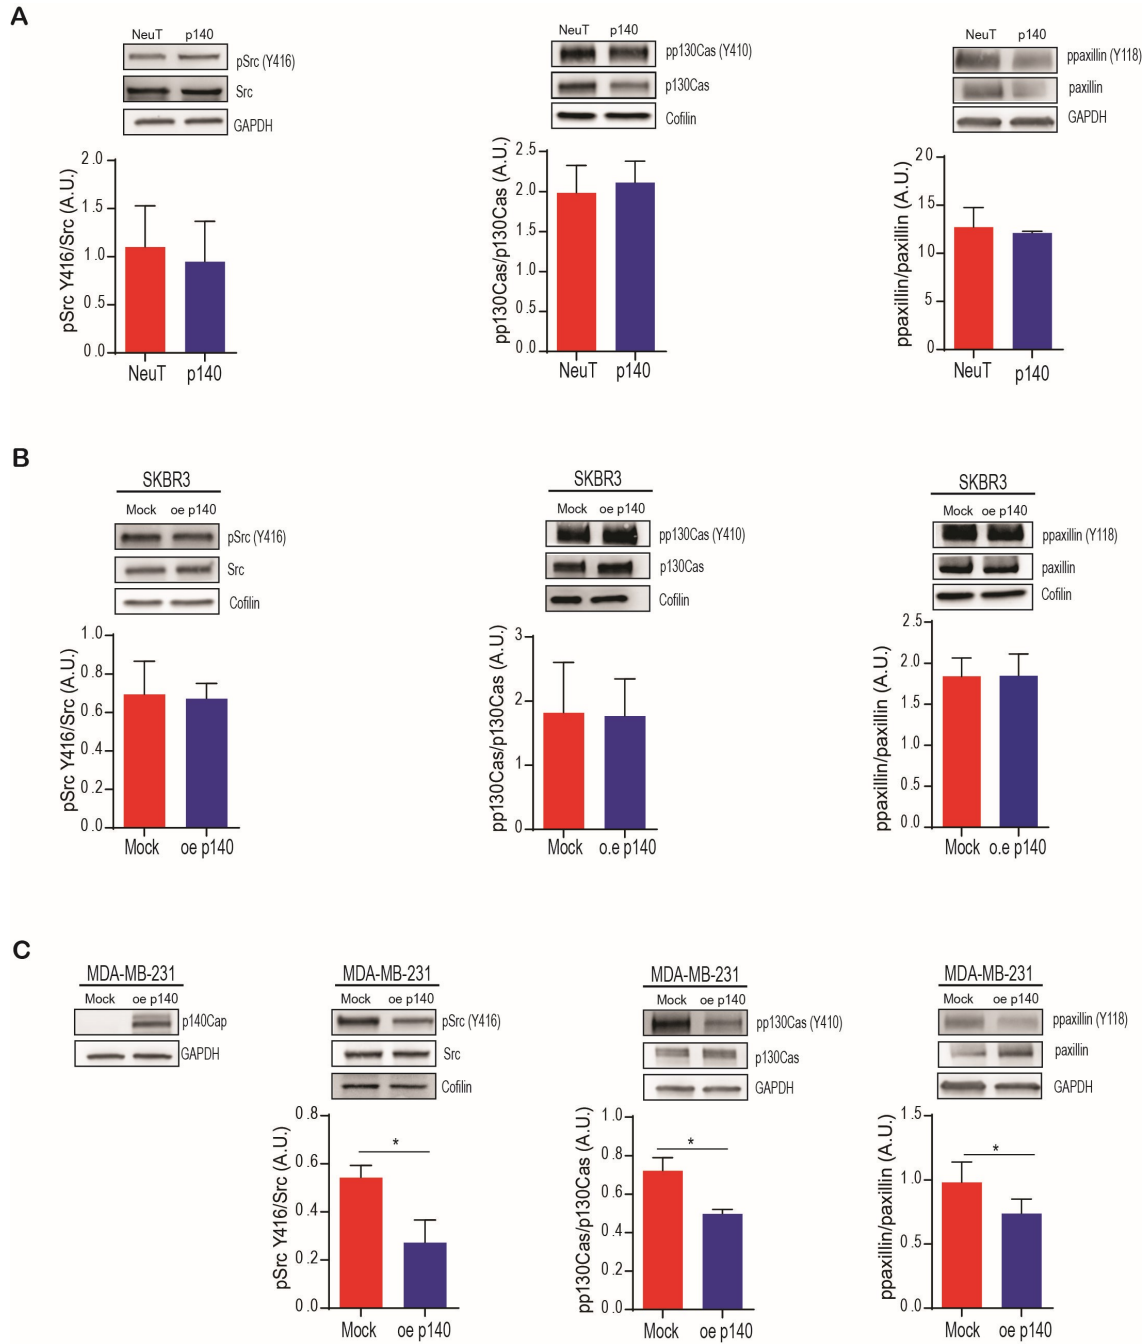 A
NeuT p140
pSrc (Y416)
Src
GAPDH
pSrc Y416/Src (A.U.)
2.0
1.5
1.0
0.5
0.0
NeuT p140
NeuT p140
pp130Cas (Y410)
p130Cas
Cofilin
pp130Cas/p130Cas (A.U.)
2.5
2.0
1.5
1.0
0.5
0.0
NeuT p140
NeuT p140
ppaxillin (Y118)
paxillin
GAPDH
ppaxillin/paxillin (A.U.)
20
15
10
5
0
NeuT p140
B
SKBR3
Mock oe p140
pSrc (Y416)
Src
Cofilin
pSrc Y416/Src (A.U.)
1.0
0.8
0.6
0.4
0.2
0.0
Mock oe p140
SKBR3
Mock oe p140
pp130Cas (Y410)
p130Cas
Cofilin
pp130Cas/p130Cas (A.U.)
3
2
1
0
Mock o.e p140
SKBR3
Mock oe p140
ppaxillin (Y118)
paxillin
Cofilin
ppaxillin/paxillin (A.U.)
2.5
2.0
1.5
1.0
0.5
0.0
Mock o.e p140
C
MDA-MB-231
Mock oe p140
p140Cap
GAPDH
MDA-MB-231
Mock oe p140
pSrc (Y416)
Src
Cofilin
pSrc Y416/Src (A.U.)
0.8
0.6
0.4
0.2
0.0
*
Mock oe p140
MDA-MB-231
Mock oe p140
pp130Cas (Y410)
p130Cas
GAPDH
pp130Cas/p130Cas (A.U.)
1.0
0.8
0.6
0.4
0.2
0.0
*
Mock oe p140
MDA-MB-231
Mock oe p140
ppaxillin (Y118)
paxillin
GAPDH
ppaxillin/paxillin (A.U.)
1.5
1.0
0.5
0.0
*
Mock oe p140